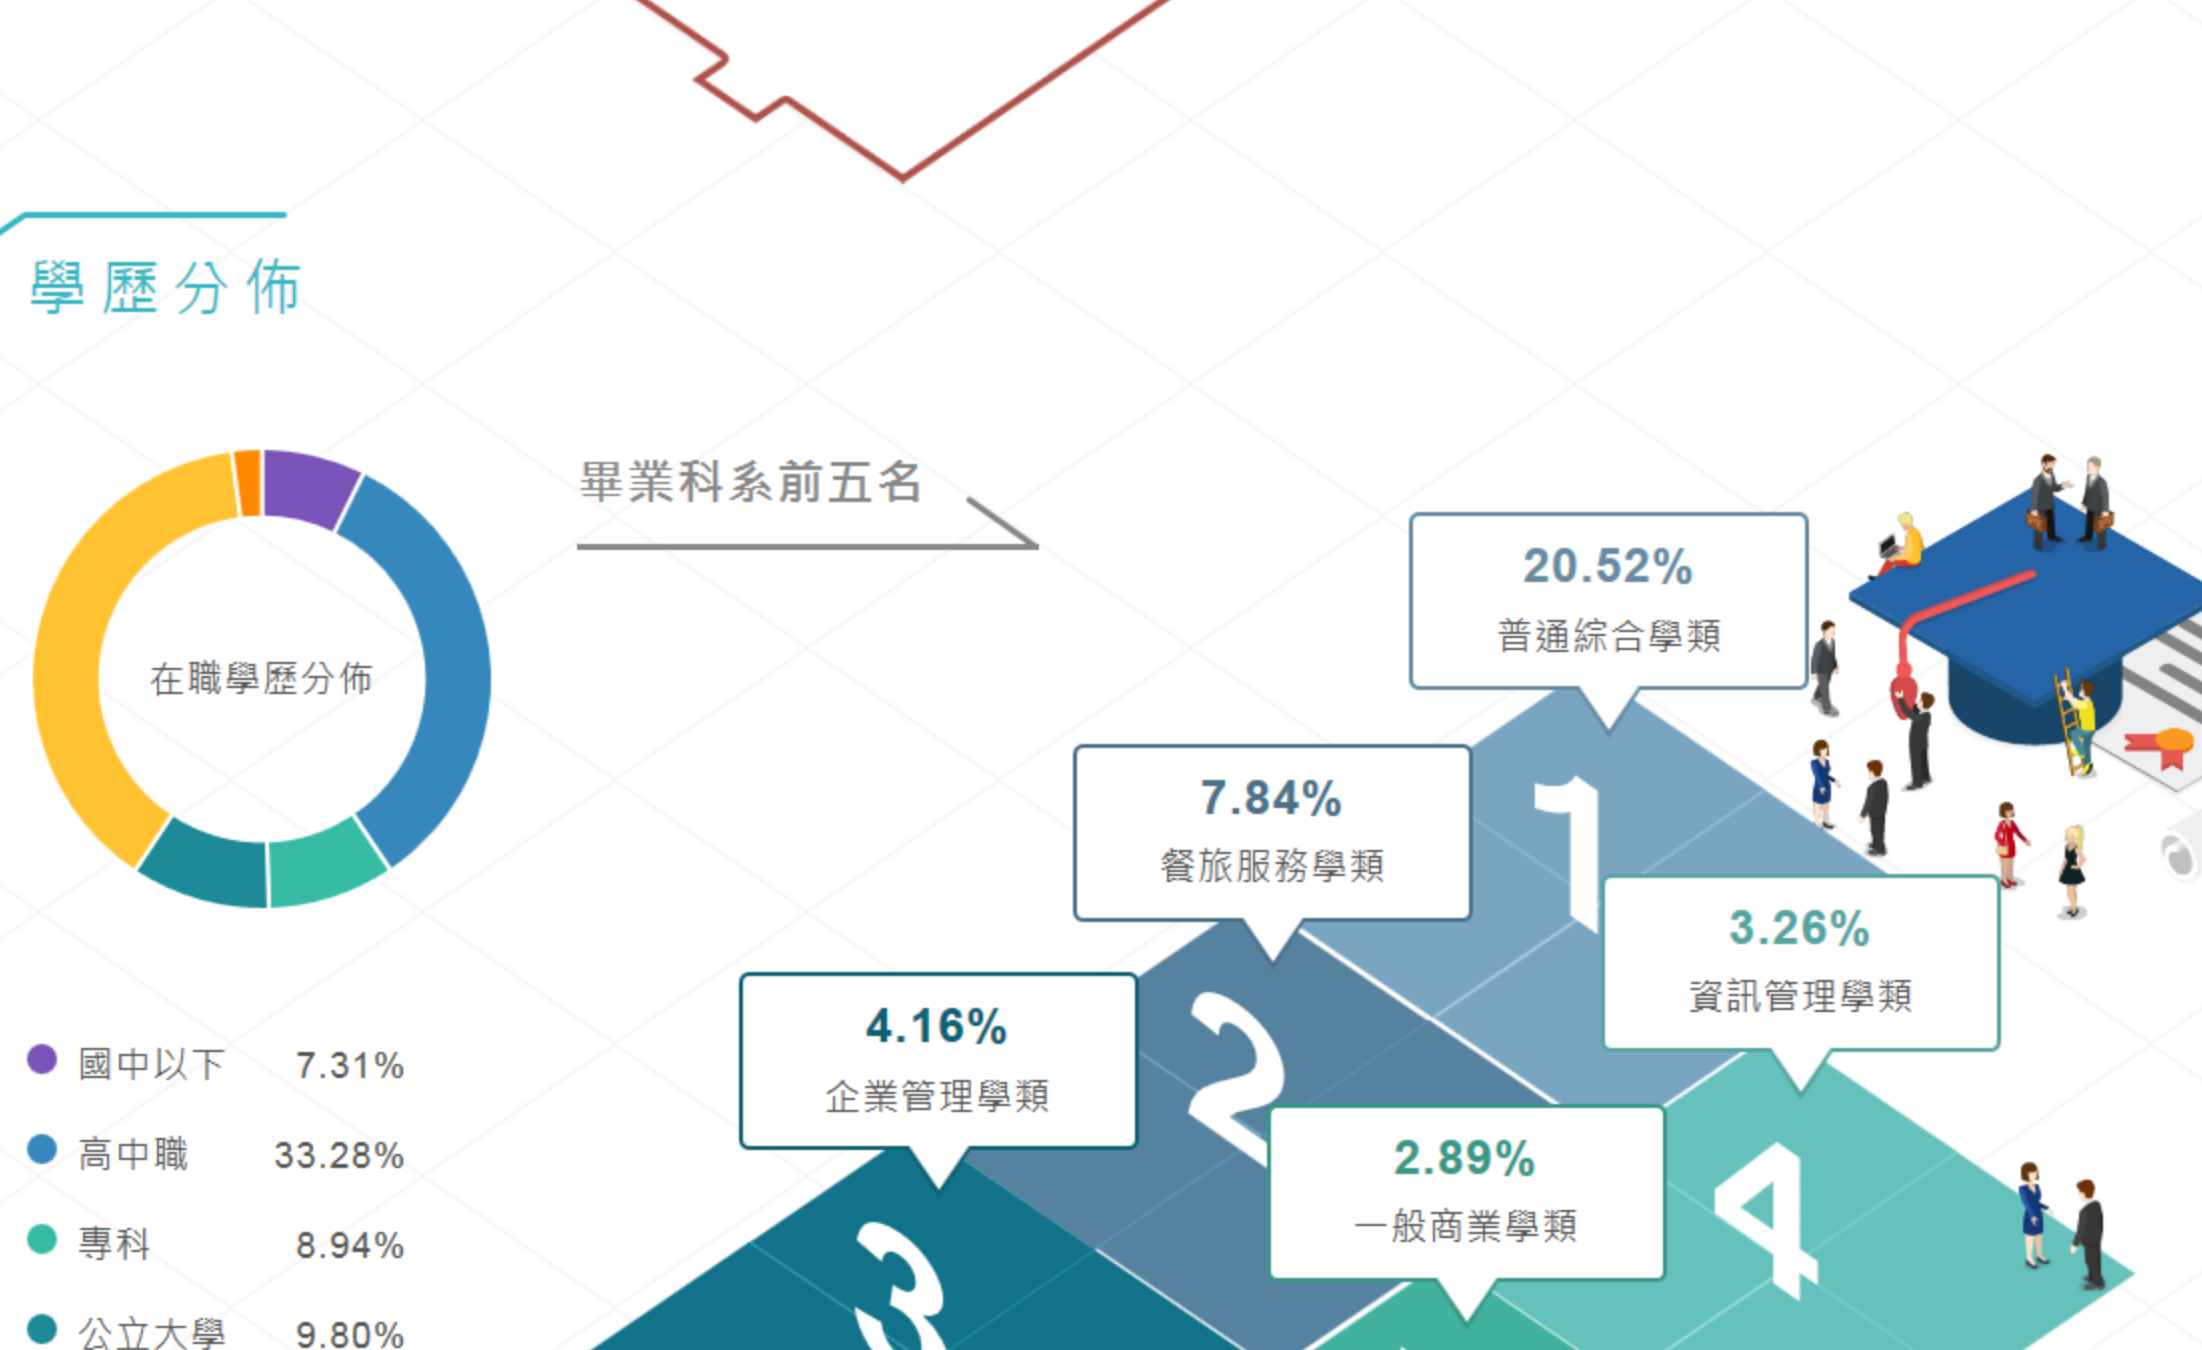 學歷分佈
在職學歷分佈
國中以下 7.31%
高中職 33.28%
專科 8.94%
公立大學 9.80%
畢業科系前五名
20.52%
普通綜合學類
1
7.84%
餐旅服務學類
2
4.16%
企業管理學類
3
3.26%
資訊管理學類
4
2.89%
一般商業學類